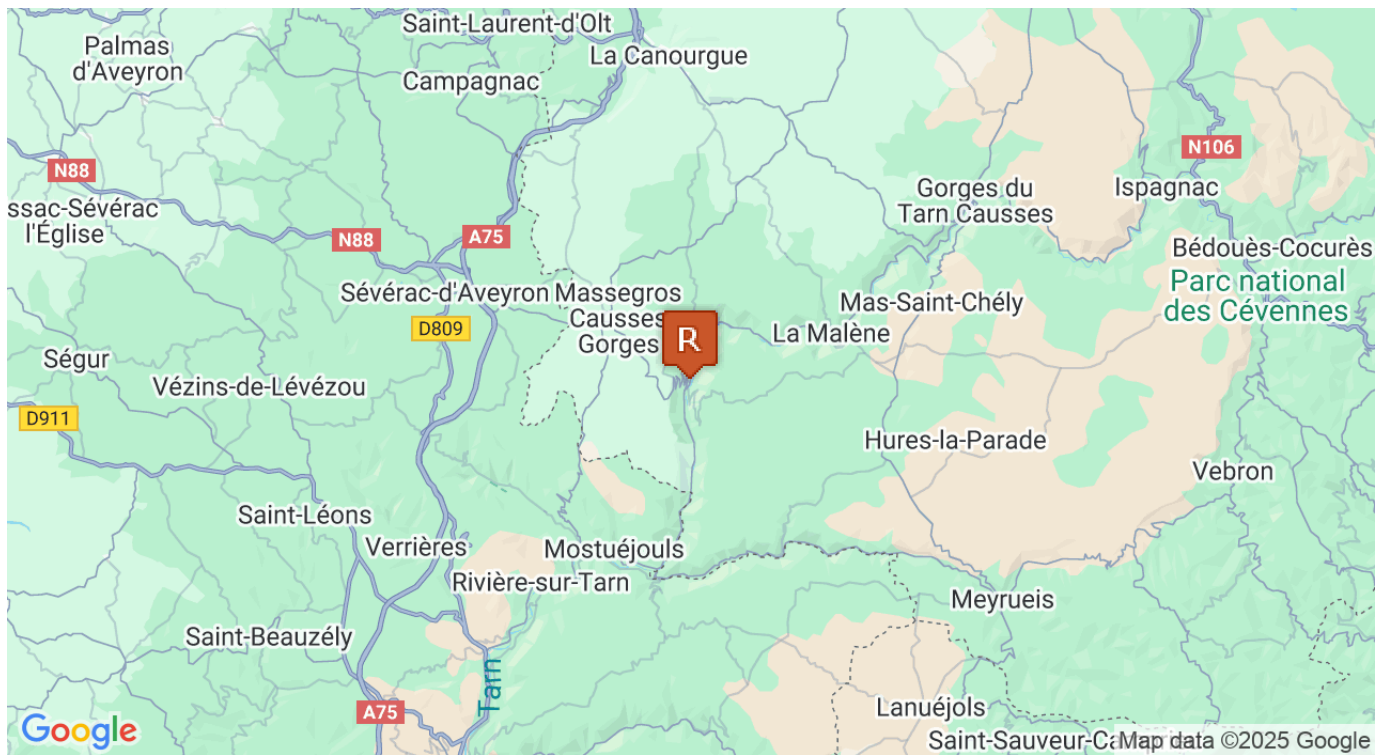 Saint-Laurent-d'Olt
Palmas
d'Aveyron
La Canourgue
Campagnac
N106
N88
Gorges du
Tarn Causses
Ispagnac
ssac-Sévérac
l'Église
N88
A75
Bédouès-Cocurès
Parc national
des Cévennes
Sévérac-d'Aveyron
Massegros
Causses
Gorges
Mas-Saint-Chély
D809
R
La Malène
Ségur
Vézins-de-Lévézou
D911
Hures-la-Parade
Vebron
Saint-Léons
Verrières
Mostuéjouls
Rivière-sur-Tarn
Meyrueis
Saint-Beauzély
Tarn
A75
Lanuéjols
Google
Saint-Sauveur-Ca
Map data ©2025 Google